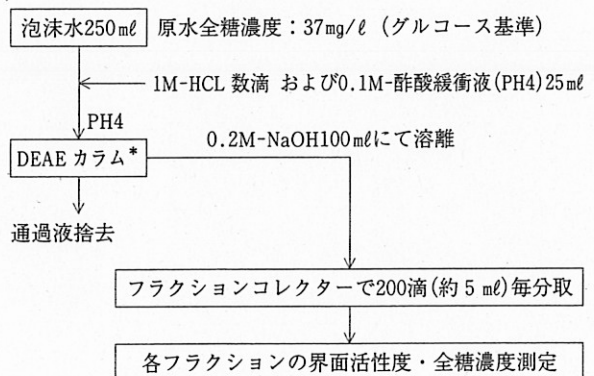 泡沫水250㎖ 原水全糖濃度：37㎎/ℓ (グルコース基準)
1M-HCL 数滴 および0.1M-酢酸緩衝液(PH4)25㎖
PH4
0.2M-NaOH100㎖にて溶離
DEAE カラム*
通過液捨去
フラクションコレクターで200滴(約5㎖)毎分取
各フラクションの界面活性度・全糖濃度測定